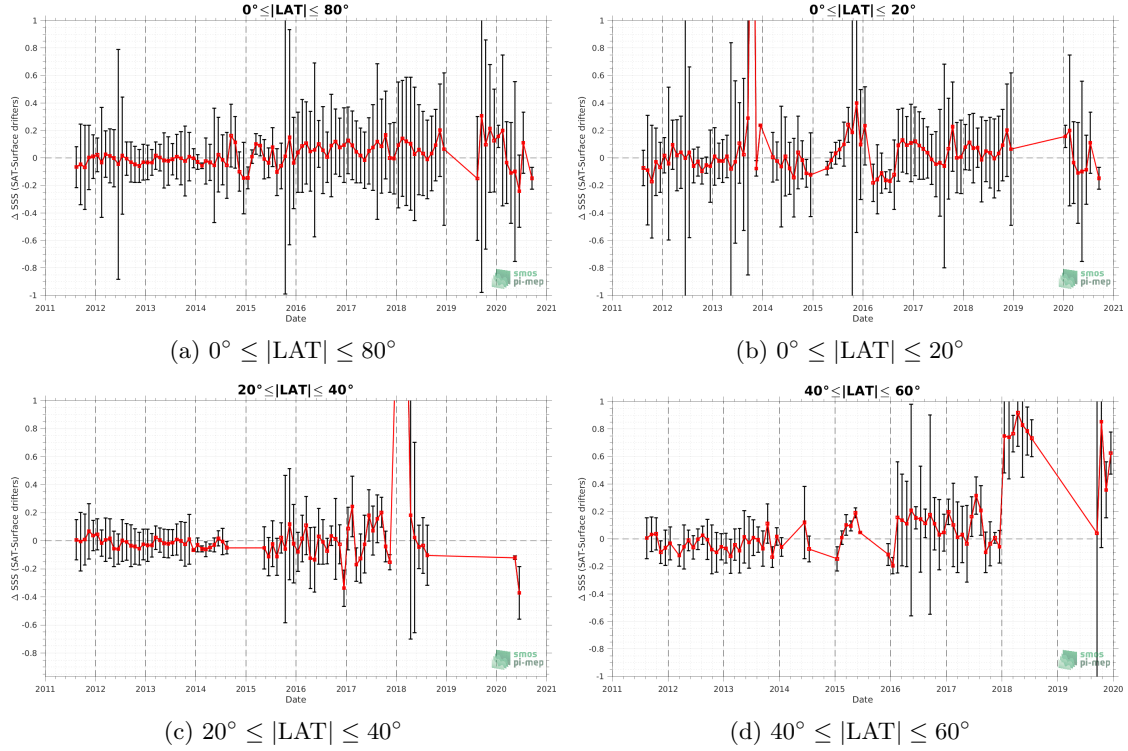 0°≤|LAT|≤ 80°
1
0.8
0.6
0.4
0.2
0
-0.2
-0.4
-0.6
-0.8
-1
Δ SSS (SAT-Surface drifters)
2011 2012 2013 2014 2015 2016 2017 2018 2019 2020 2021
Date
smos
pi-mep
(a) 0° ≤ |LAT| ≤ 80°
0°≤|LAT|≤ 20°
1
0.8
0.6
0.4
0.2
0
-0.2
-0.4
-0.6
-0.8
-1
Δ SSS (SAT-Surface drifters)
2011 2012 2013 2014 2015 2016 2017 2018 2019 2020 2021
Date
smos
pi-mep
(b) 0° ≤ |LAT| ≤ 20°
20°≤|LAT|≤ 40°
1
0.8
0.6
0.4
0.2
0
-0.2
-0.4
-0.6
-0.8
Δ SSS (SAT-Surface drifters)
2011 2012 2013 2014 2015 2016 2017 2018 2019 2020 2021
Date
smos
pi-mep
(c) 20° ≤ |LAT| ≤ 40°
40°≤|LAT|≤ 60°
1
0.8
0.6
0.4
0.2
0
-0.2
-0.4
-0.6
-0.8
-1
Δ SSS (SAT-Surface drifters)
2011 2012 2013 2014 2015 2016 2017 2018 2019 2020
Date
smos
pi-mep
(d) 40° ≤ |LAT| ≤ 60°